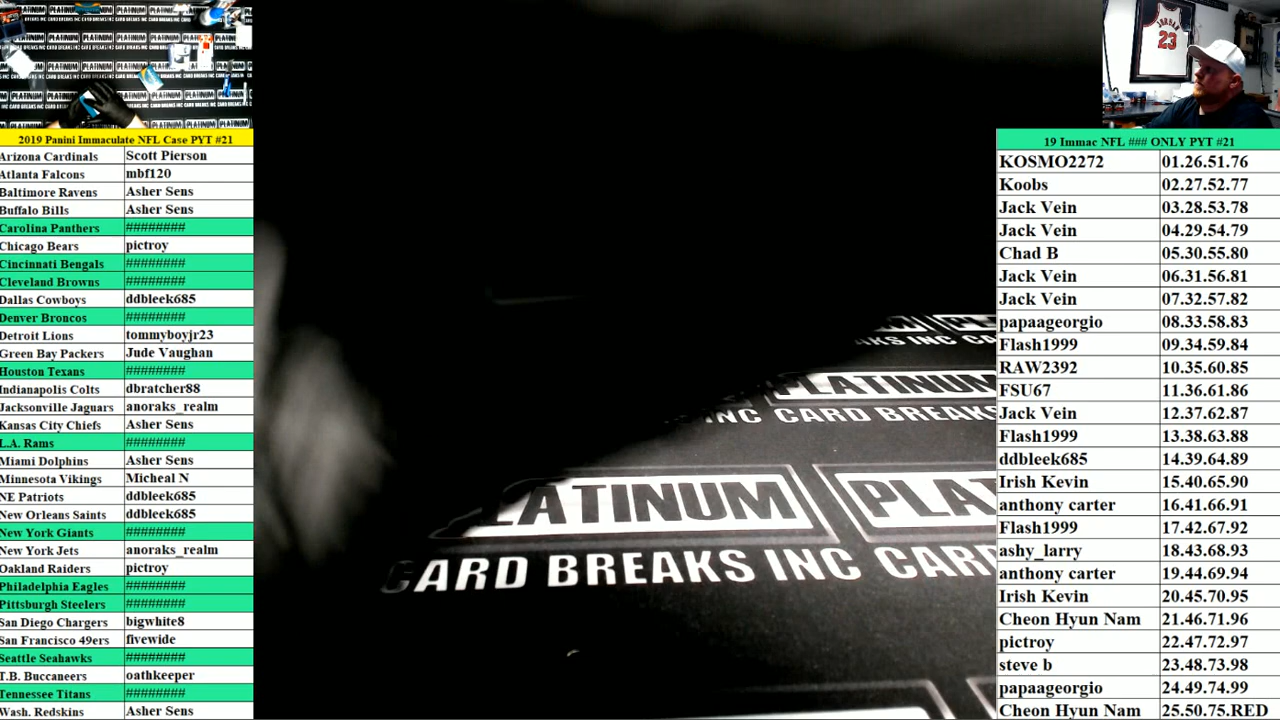 2019 Panini Immaculate NFL Case PYT #21
Arizona Cardinals Scott Pierson
Atlanta Falcons mbf120
Baltimore Ravens Asher Sens
Buffalo Bills Asher Sens
Carolina Panthers ########
Chicago Bears pictroy
Cincinnati Bengals ########
Cleveland Browns ########
Dallas Cowboys ddbleek685
Denver Broncos ########
Detroit Lions tommyboyjr23
Green Bay Packers Jude Vaughan
Houston Texans ########
Indianapolis Colts dbratcher88
Jacksonville Jaguars anoraks_realm
Kansas City Chiefs Asher Sens
L.A. Rams ########
Miami Dolphins Asher Sens
Minnesota Vikings Micheal N
NE Patriots ddbleek685
New Orleans Saints ddbleek685
New York Giants ########
New York Jets anoraks_realm
Oakland Raiders pictroy
Philadelphia Eagles ########
Pittsburgh Steelers ########
San Diego Chargers bigwhite8
San Francisco 49ers fivewide
Seattle Seahawks ########
T.B. Buccaneers oathkeeper
Tennessee Titans ########
Wash. Redskins Asher Sens
PLATINUM
INC CARD BREAKS
PLATINUM PLAT
CARD BREAKS INC CARD
JORDAN
23
19 Immac NFL ### ONLY PYT #21
KOSMO2272 01.26.51.76
Koobs 02.27.52.77
Jack Vein 03.28.53.78
Jack Vein 04.29.54.79
Chad B 05.30.55.80
Jack Vein 06.31.56.81
Jack Vein 07.32.57.82
papaageorgio 08.33.58.83
Flash1999 09.34.59.84
RAW2392 10.35.60.85
FSU67 11.36.61.86
Jack Vein 12.37.62.87
Flash1999 13.38.63.88
ddbleek685 14.39.64.89
Irish Kevin 15.40.65.90
anthony carter 16.41.66.91
Flash1999 17.42.67.92
ashy_larry 18.43.68.93
anthony carter 19.44.69.94
Irish Kevin 20.45.70.95
Cheon Hyun Nam 21.46.71.96
pictroy 22.47.72.97
steve b 23.48.73.98
papaageorgio 24.49.74.99
Cheon Hyun Nam 25.50.75.RED